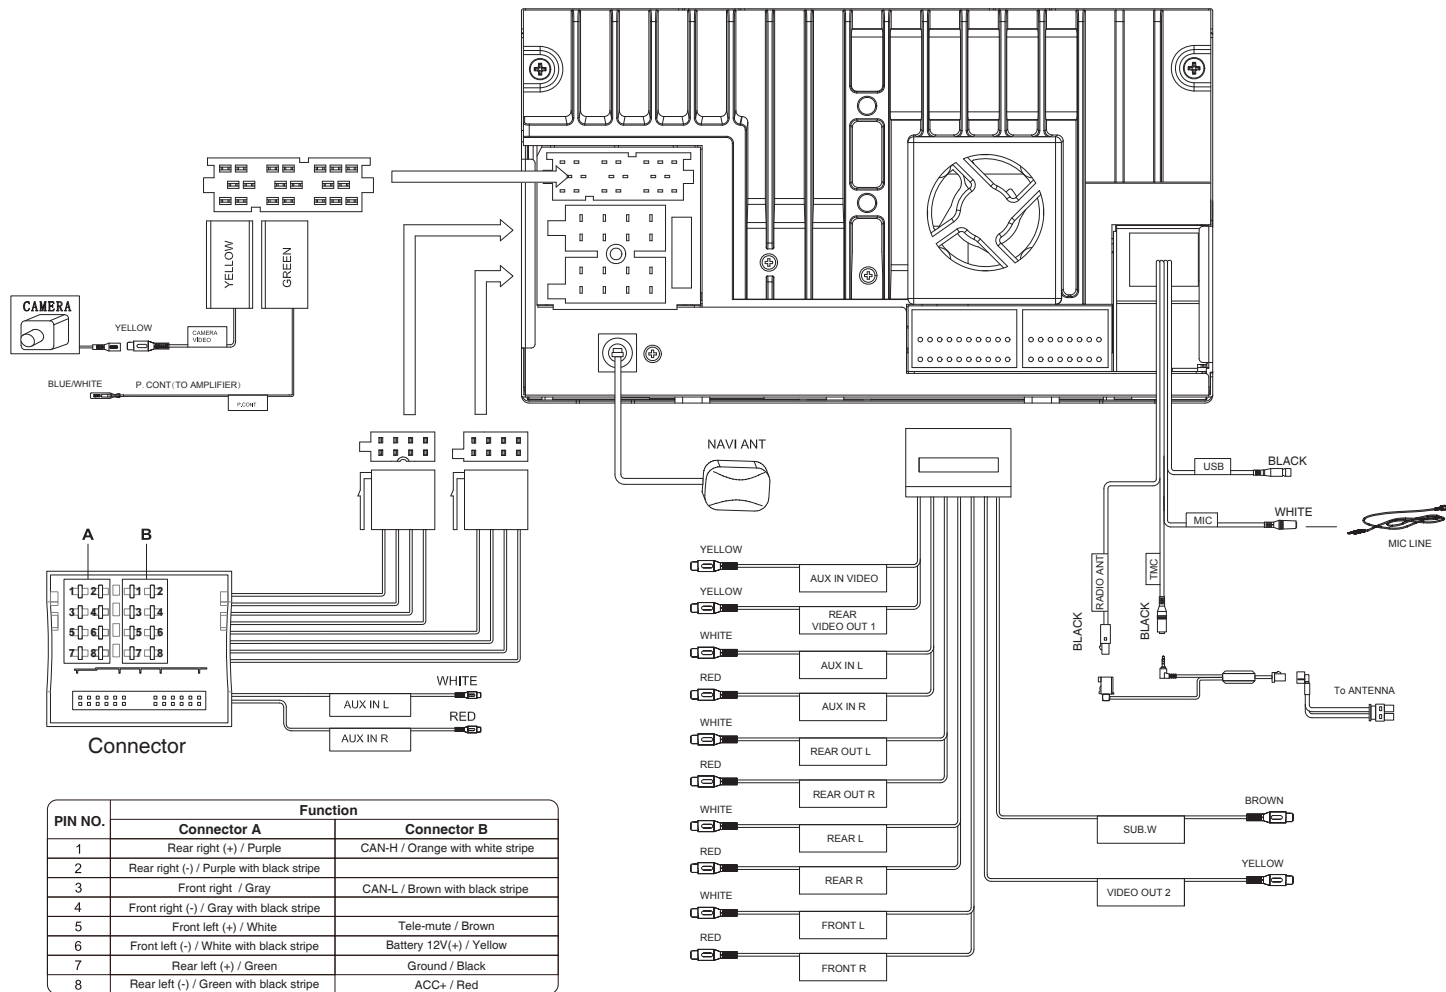 CAMERA
YELLOW
CAMERA
VIDEO
YELLOW
GREEN
BLUE/WHITE
P. CONT(TO AMPLIFIER)
P.CONT
NAVI ANT
A
B
1 2 1 2
3 4 3 4
5 6 5 6
7 8 7 8
WHITE
AUX IN L
RED
AUX IN R
Connector
YELLOW
AUX IN VIDEO
YELLOW
REAR
VIDEO OUT 1
WHITE
AUX IN L
RED
AUX IN R
WHITE
REAR OUT L
RED
REAR OUT R
WHITE
REAR L
RED
REAR R
WHITE
FRONT L
RED
FRONT R
BROWN
SUB.W
YELLOW
VIDEO OUT 2
USB
BLACK
MIC
WHITE
MIC LINE
RADIO ANT
TMC
BLACK
BLACK
To ANTENNA
PIN NO. Function
Connector A Connector B
1 Rear right (+) / Purple CAN-H / Orange with white stripe
2 Rear right (-) / Purple with black stripe
3 Front right / Gray CAN-L / Brown with black stripe
4 Front right (-) / Gray with black stripe
5 Front left (+) / White Tele-mute / Brown
6 Front left (-) / White with black stripe Battery 12V(+) / Yellow
7 Rear left (+) / Green Ground / Black
8 Rear left (-) / Green with black stripe ACC+ / Red